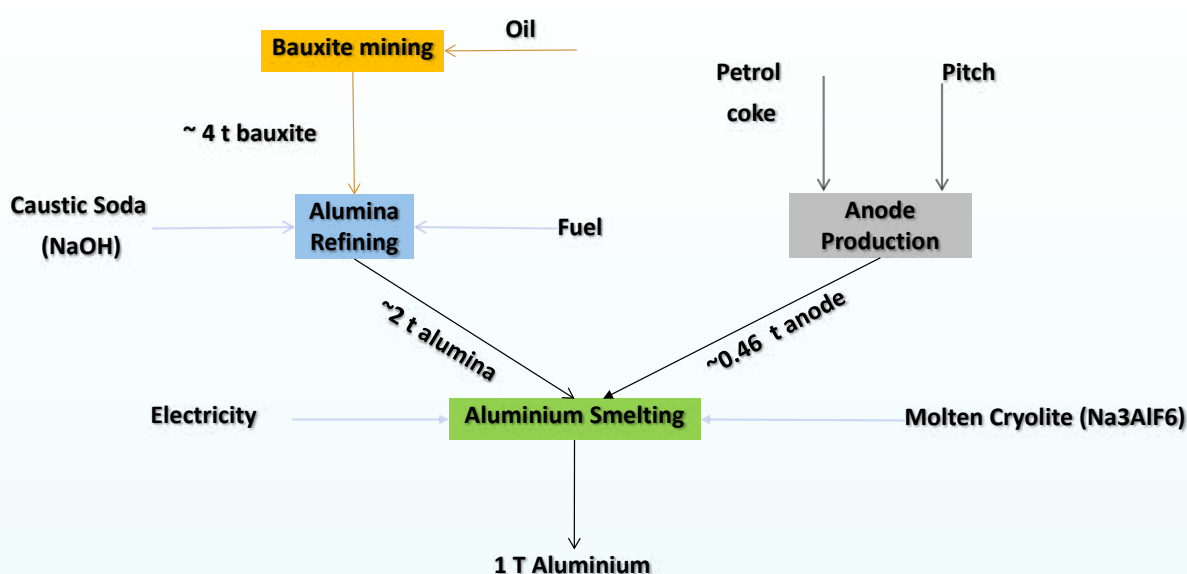 Oil
Bauxite mining
Petrol
coke
Pitch
~ 4 t bauxite
Caustic Soda
(NaOH)
Alumina
Refining
Fuel
Anode
Production
~2 t alumina
~0.46 t anode
Electricity
Aluminium Smelting
Molten Cryolite (Na3AlF6)
1 T Aluminium